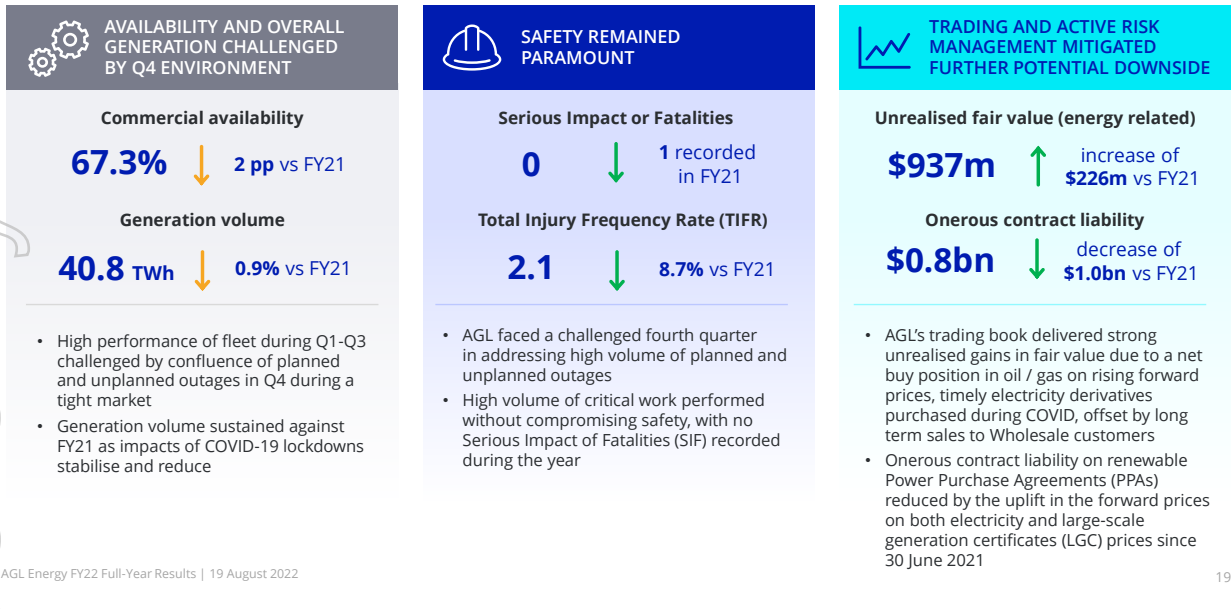 AVAILABILITY AND OVERALL
GENERATION CHALLENGED
BY Q4 ENVIRONMENT
Commercial availability
67.3% 2 pp vs FY21
Generation volume
40.8 TWh 0.9% vs FY21
• High performance of fleet during Q1-Q3
challenged by confluence of planned
and unplanned outages in Q4 during a
tight market
• Generation volume sustained against
FY21 as impacts of COVID-19 lockdowns
stabilise and reduce
SAFETY REMAINED
PARAMOUNT
Serious Impact or Fatalities
0 1 recorded
in FY21
Total Injury Frequency Rate (TIFR)
2.1 8.7% vs FY21
• AGL faced a challenged fourth quarter
in addressing high volume of planned and
unplanned outages
• High volume of critical work performed
without compromising safety, with no
Serious Impact of Fatalities (SIF) recorded
during the year
TRADING AND ACTIVE RISK
MANAGEMENT MITIGATED
FURTHER POTENTIAL DOWNSIDE
Unrealised fair value (energy related)
$937m increase of
$226m vs FY21
Onerous contract liability
$0.8bn decrease of
$1.0bn vs FY21
• AGL’s trading book delivered strong
unrealised gains in fair value due to a net
buy position in oil / gas on rising forward
prices, timely electricity derivatives
purchased during COVID, offset by long
term sales to Wholesale customers
• Onerous contract liability on renewable
Power Purchase Agreements (PPAs)
reduced by the uplift in the forward prices
on both electricity and large-scale
generation certificates (LGC) prices since
30 June 2021
AGL Energy FY22 Full-Year Results | 19 August 2022
19